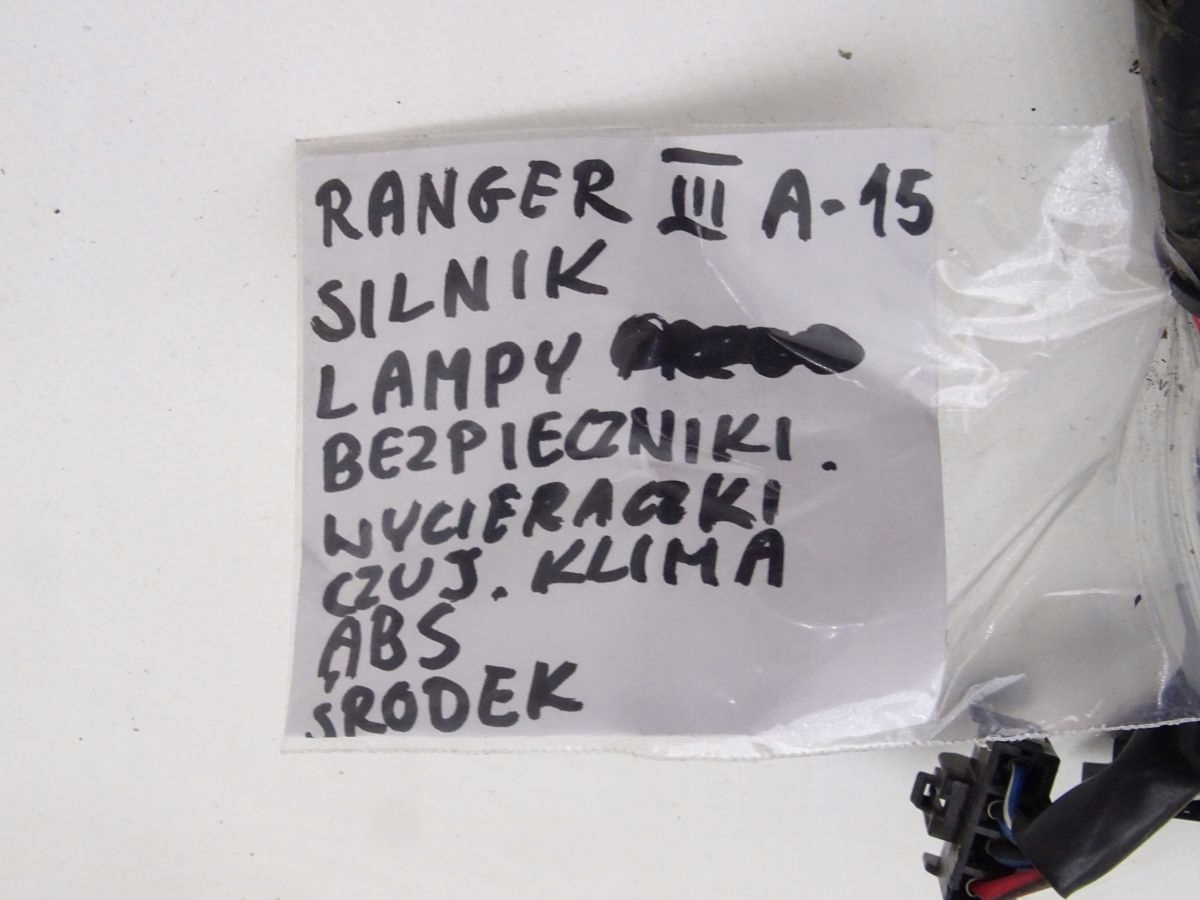 RANGER III A-15
SILNIK
LAMPY
BEZPIECZNIKI.
WYCIERACZKI
CZUJ. KLIMA
ABS
ŚRODEK